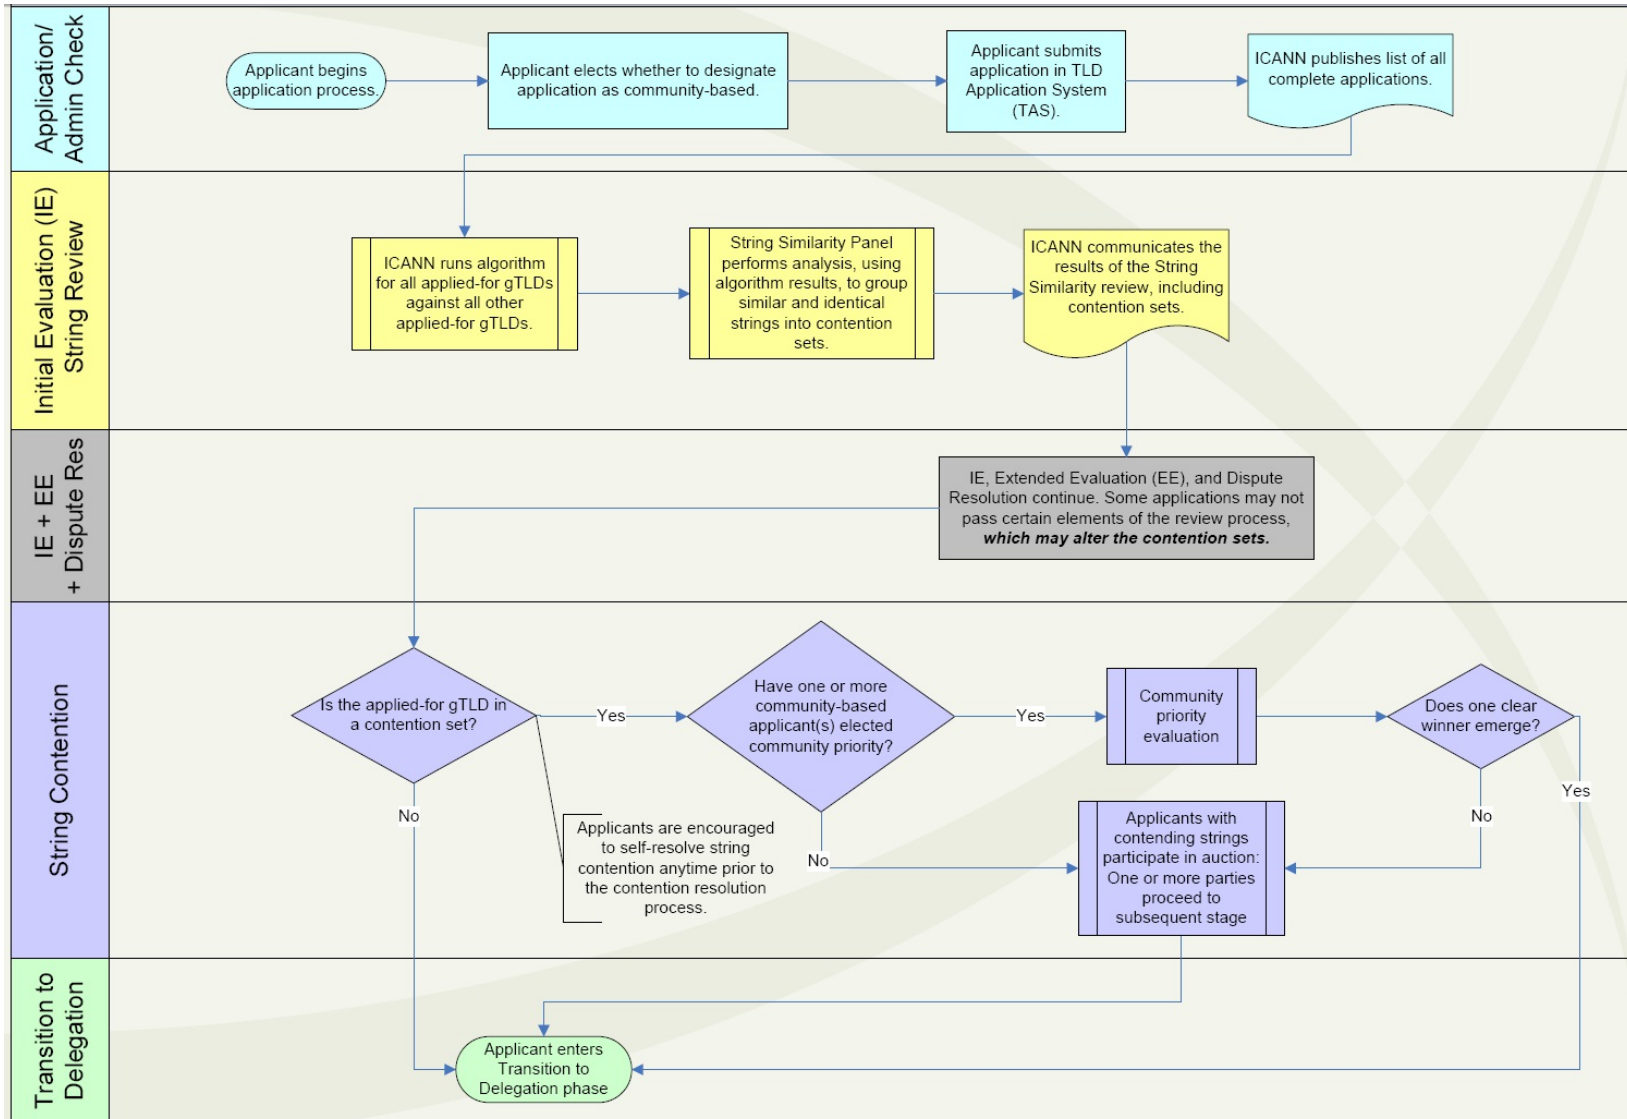 Application/
Admin Check
Applicant begins
application process.
Applicant elects whether to designate
application as community-based.
Applicant submits
application in TLD
Application System
(TAS).
ICANN publishes list of all
complete applications.
Initial Evaluation (IE)
String Review
ICANN runs algorithm
for all applied-for gTLDs
against all other
applied-for gTLDs.
String Similarity Panel
performs analysis, using
algorithm results, to group
similar and identical
strings into contention
sets.
ICANN communicates the
results of the String
Similarity review, including
contention sets.
IE + EE
+ Dispute Res
IE, Extended Evaluation (EE), and Dispute
Resolution continue. Some applications may not
pass certain elements of the review process,
which may alter the contention sets.
String Contention
Is the applied-for gTLD in
a contention set?
Yes
Have one or more
community-based
applicant(s) elected
community priority?
Yes
Community
priority
evaluation
Does one clear
winner emerge?
Yes
No
No
No
Applicants are encouraged
to self-resolve string
contention anytime prior to
the contention resolution
process.
Applicants with
contending strings
participate in auction:
One or more parties
proceed to
subsequent stage
Transition to
Delegation
Applicant enters
Transition to
Delegation phase